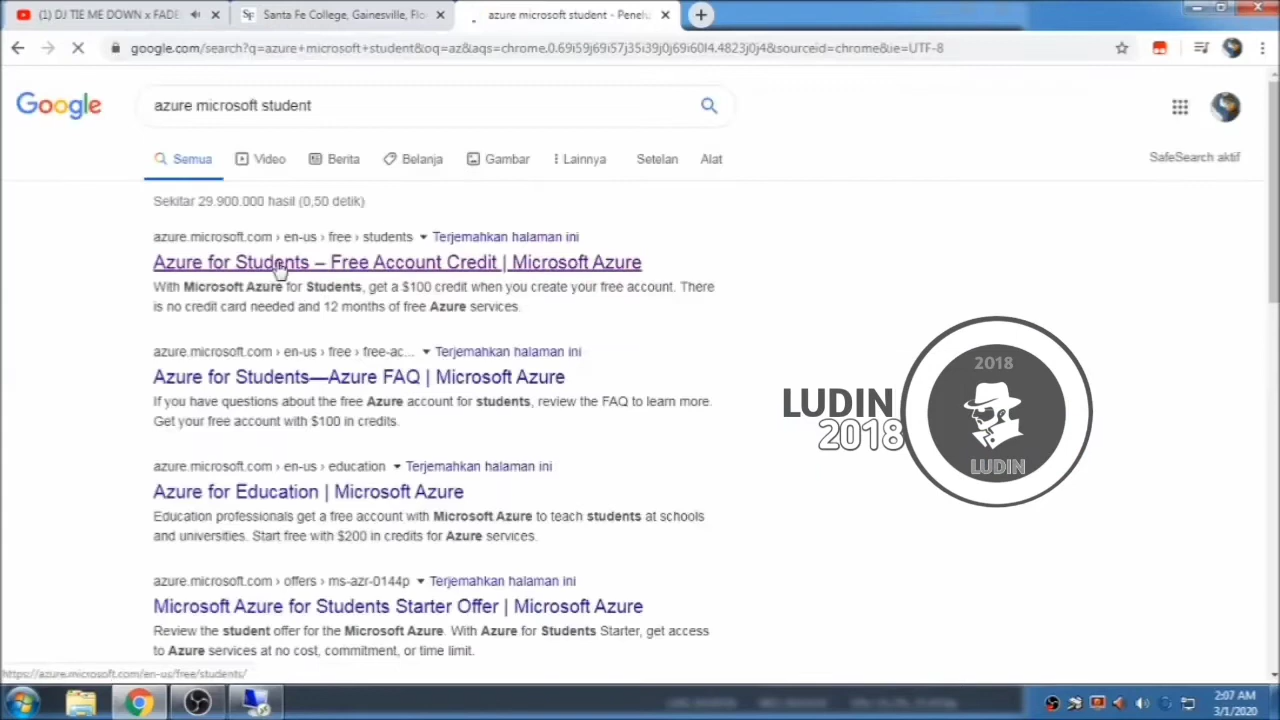 (1) DJ TIE ME DOWN x FADE
Santa Fe College, Gainesville, Flo
azure microsoft student - Penelu
google.com/search?q=azure+microsoft+student&oq=az&aqs=chrome.0.69i59j69i57j35i39j0j69i60l4.4823j0j4&sourceid=chrome&ie=UTF-8
Google
azure microsoft student
Semua Video Berita Belanja Gambar Lainnya Setelan Alat
SafeSearch aktif
Sekitar 29.900.000 hasil (0,50 detik)
azure.microsoft.com › en-us › free › students Terjemahkan halaman ini
Azure for Students – Free Account Credit | Microsoft Azure
With Microsoft Azure for Students, get a $100 credit when you create your free account. There
is no credit card needed and 12 months of free Azure services.
azure.microsoft.com › en-us › free › free-ac... Terjemahkan halaman ini
Azure for Students—Azure FAQ | Microsoft Azure
If you have questions about the free Azure account for students, review the FAQ to learn more.
Get your free account with $100 in credits.
azure.microsoft.com › en-us › education Terjemahkan halaman ini
Azure for Education | Microsoft Azure
Education professionals get a free account with Microsoft Azure to teach students at schools
and universities. Start free with $200 in credits for Azure services.
azure.microsoft.com › offers › ms-azr-0144p Terjemahkan halaman ini
Microsoft Azure for Students Starter Offer | Microsoft Azure
Review the student offer for the Microsoft Azure. With Azure for Students Starter, get access
to Azure services at no cost, commitment, or time limit.
LUDIN
2018
2018
LUDIN
https://azure.microsoft.com/en-us/free/students/
2:07 AM
3/1/2020